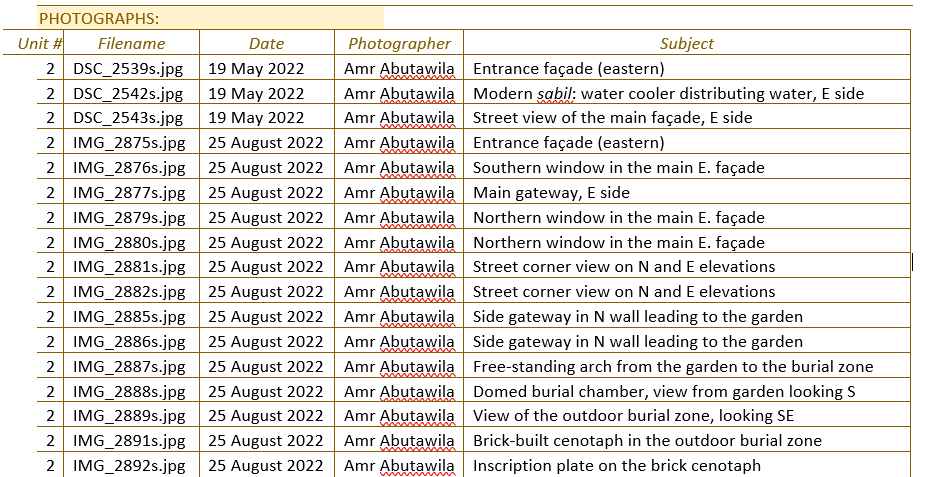 PHOTOGRAPHS:
Unit # Filename Date Photographer Subject
2 DSC_2539s.jpg 19 May 2022 Amr Abutawila Entrance façade (eastern)
2 DSC_2542s.jpg 19 May 2022 Amr Abutawila Modern sabil: water cooler distributing water, E side
2 DSC_2543s.jpg 19 May 2022 Amr Abutawila Street view of the main façade, E side
2 IMG_2875s.jpg 25 August 2022 Amr Abutawila Entrance façade (eastern)
2 IMG_2876s.jpg 25 August 2022 Amr Abutawila Southern window in the main E. façade
2 IMG_2877s.jpg 25 August 2022 Amr Abutawila Main gateway, E side
2 IMG_2879s.jpg 25 August 2022 Amr Abutawila Northern window in the main E. façade
2 IMG_2880s.jpg 25 August 2022 Amr Abutawila Northern window in the main E. façade
2 IMG_2881s.jpg 25 August 2022 Amr Abutawila Street corner view on N and E elevations
2 IMG_2882s.jpg 25 August 2022 Amr Abutawila Street corner view on N and E elevations
2 IMG_2885s.jpg 25 August 2022 Amr Abutawila Side gateway in N wall leading to the garden
2 IMG_2886s.jpg 25 August 2022 Amr Abutawila Side gateway in N wall leading to the garden
2 IMG_2887s.jpg 25 August 2022 Amr Abutawila Free-standing arch from the garden to the burial zone
2 IMG_2888s.jpg 25 August 2022 Amr Abutawila Domed burial chamber, view from garden looking S
2 IMG_2889s.jpg 25 August 2022 Amr Abutawila View of the outdoor burial zone, looking SE
2 IMG_2891s.jpg 25 August 2022 Amr Abutawila Brick-built cenotaph in the outdoor burial zone
2 IMG_2892s.jpg 25 August 2022 Amr Abutawila Inscription plate on the brick cenotaph